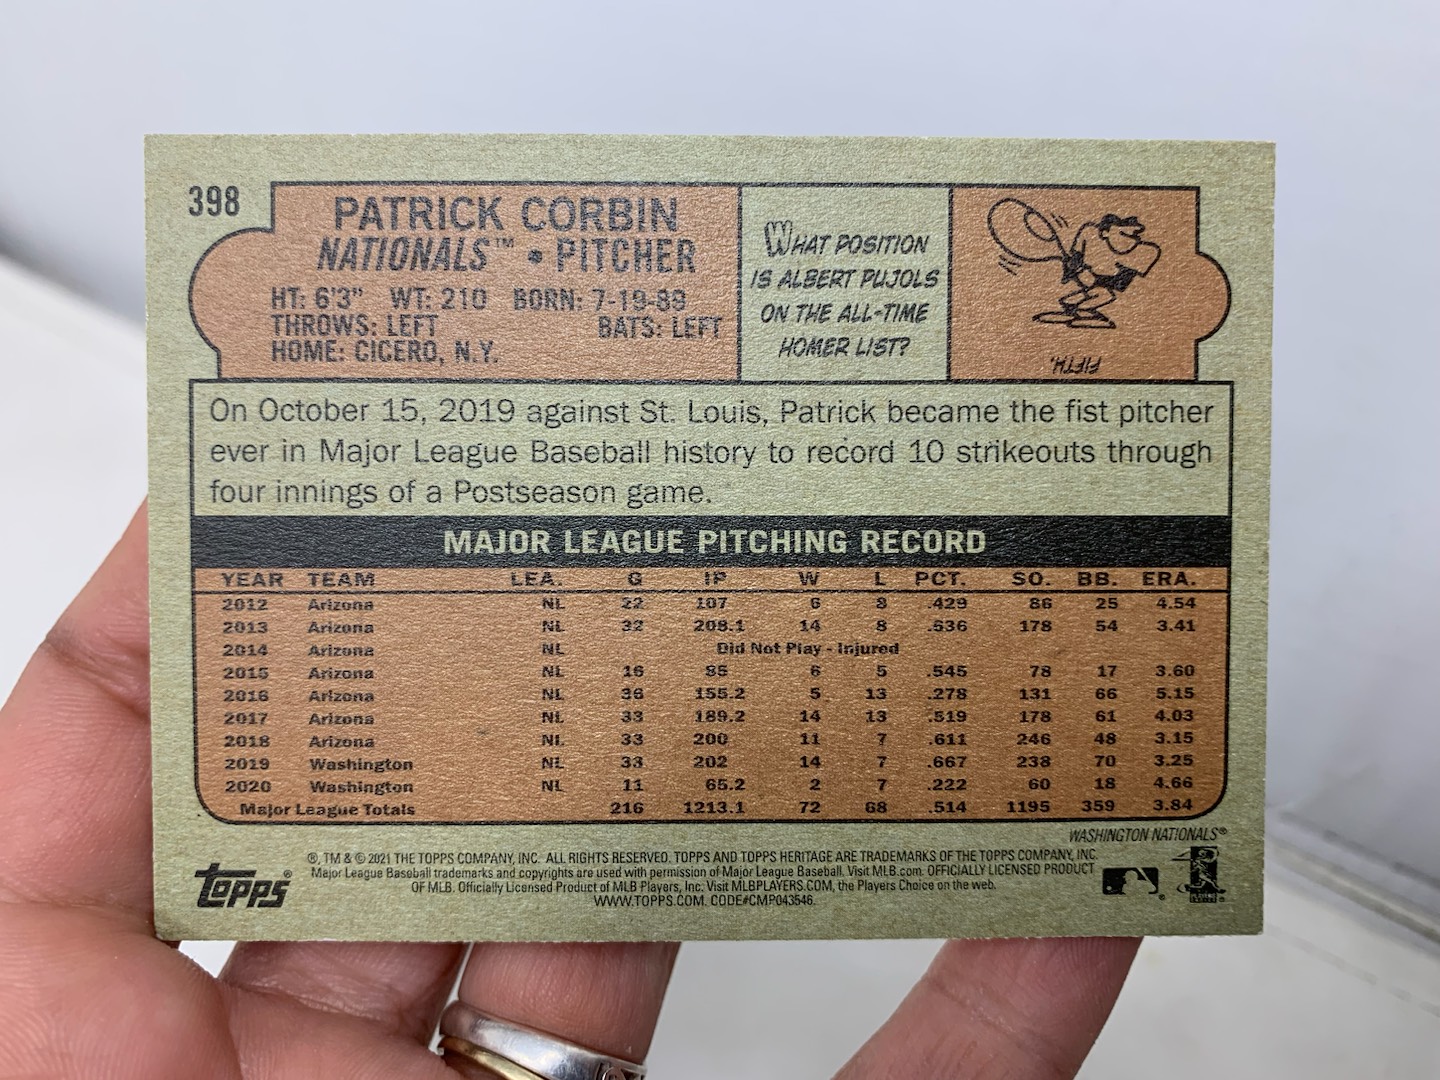 398
PATRICK CORBIN
NATIONALS™ • PITCHER
HT: 6'3" WT: 210 BORN: 7-19-89
THROWS: LEFT BATS: LEFT
HOME: CICERO, N.Y.
WHAT POSITION
IS ALBERT PUJOLS
ON THE ALL-TIME
HOMER LIST?
FIFTH.
On October 15, 2019 against St. Louis, Patrick became the fist pitcher
ever in Major League Baseball history to record 10 strikeouts through
four innings of a Postseason game.
MAJOR LEAGUE PITCHING RECORD
YEAR TEAM LEA. G IP W L PCT. SO. BB. ERA.
2012 Arizona NL 22 107 6 8 .429 86 25 4.54
2013 Arizona NL 32 208.1 14 8 .636 178 54 3.41
2014 Arizona NL Did Not Play - Injured
2015 Arizona NL 16 85 6 5 .545 78 17 3.60
2016 Arizona NL 36 155.2 5 13 .278 131 66 5.15
2017 Arizona NL 33 189.2 14 13 .519 178 61 4.03
2018 Arizona NL 33 200 11 7 .611 246 48 3.15
2019 Washington NL 33 202 14 7 .667 238 70 3.25
2020 Washington NL 11 65.2 2 7 .222 60 18 4.66
Major League Totals 216 1213.1 72 68 .514 1195 359 3.84
WASHINGTON NATIONALS®
®, TM & © 2021 THE TOPPS COMPANY, INC. ALL RIGHTS RESERVED. TOPPS AND TOPPS HERITAGE ARE TRADEMARKS OF THE TOPPS COMPANY, INC.
Major League Baseball trademarks and copyrights are used with permission of Major League Baseball. Visit MLB.com. OFFICIALLY LICENSED PRODUCT
OF MLB. Officially Licensed Product of MLB Players, Inc. Visit MLBPLAYERS.COM, the Players Choice on the web.
WWW.TOPPS.COM. CODE#CMP043546.
TOPPS®